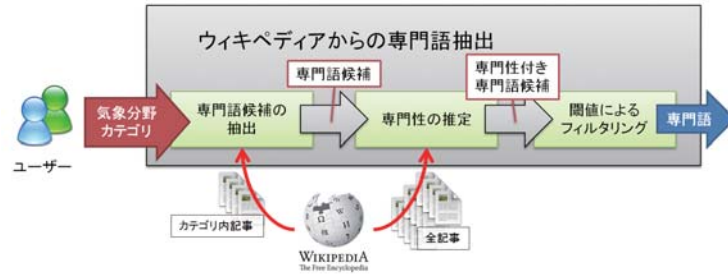 ウィキペディアからの専門語抽出
専門語候補
専門性付き
専門語候補
気象分野
カテゴリ
専門語候補の
抽出
専門性の推定
閾値による
フィルタリング
専門語
ユーザー
カテゴリ内記事
全記事
WIKIPEDIA
The Free Encyclopedia